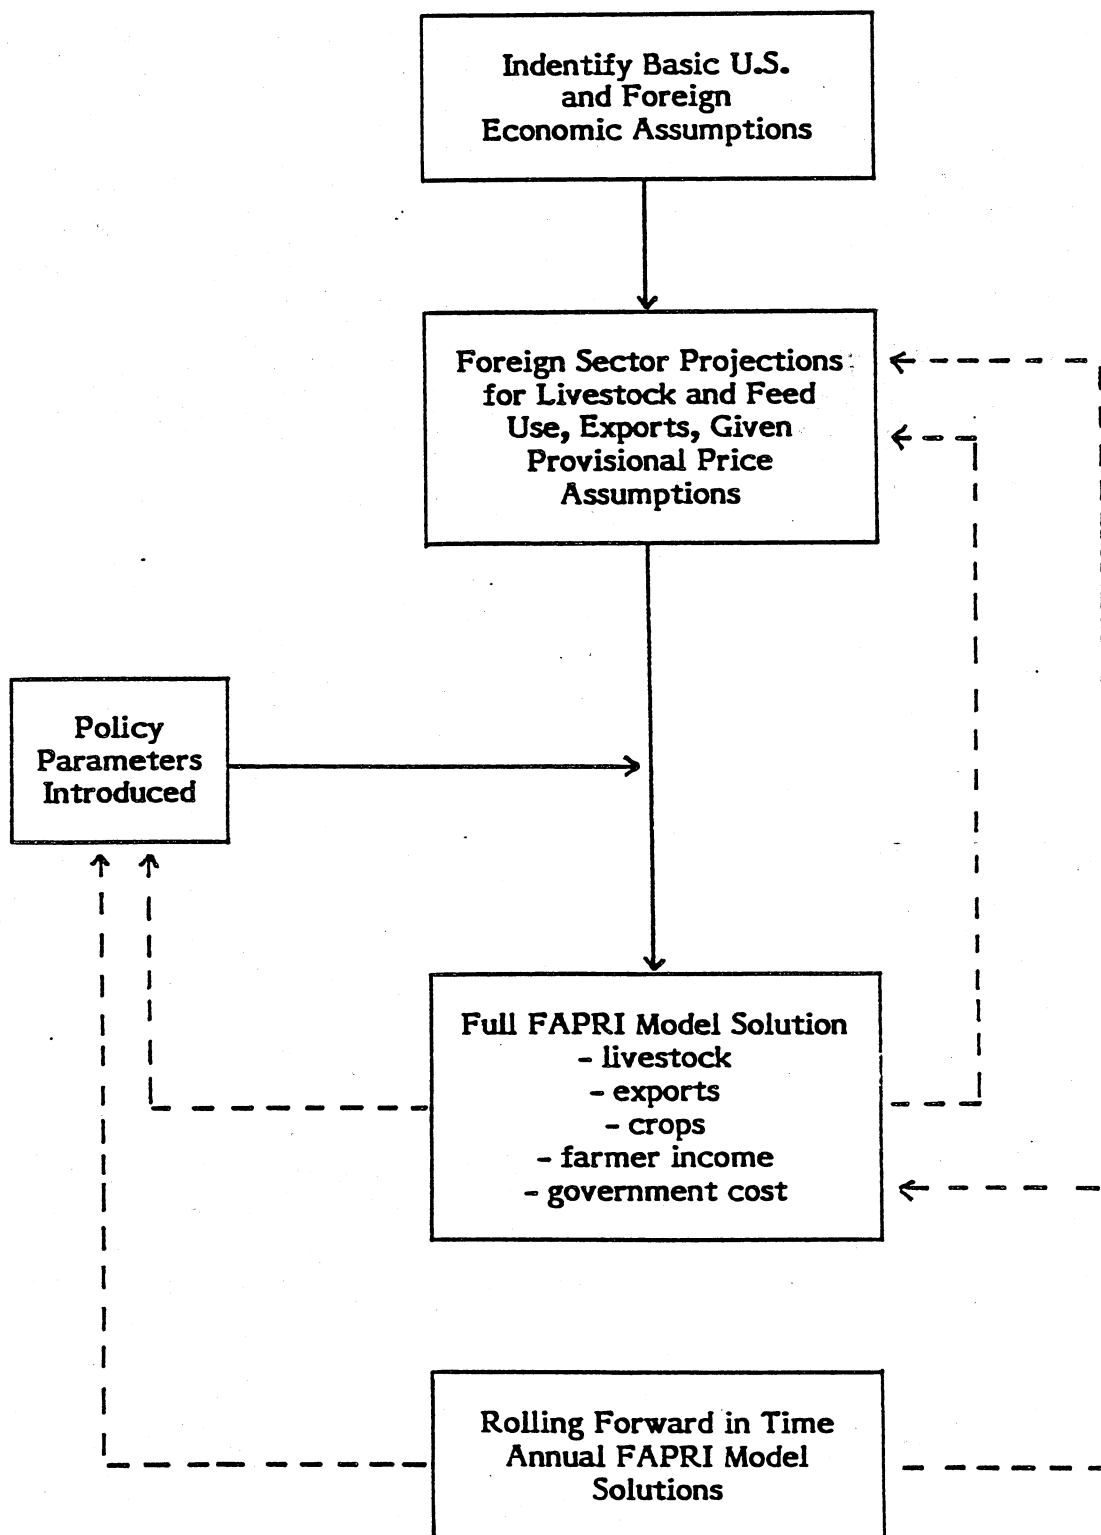 Indentify Basic U.S.
and Foreign
Economic Assumptions
Foreign Sector Projections
for Livestock and Feed
Use, Exports, Given
Provisional Price
Assumptions
Policy
Parameters
Introduced
Full FAPRI Model Solution
- livestock
- exports
- crops
- farmer income
- government cost
Rolling Forward in Time
Annual FAPRI Model
Solutions